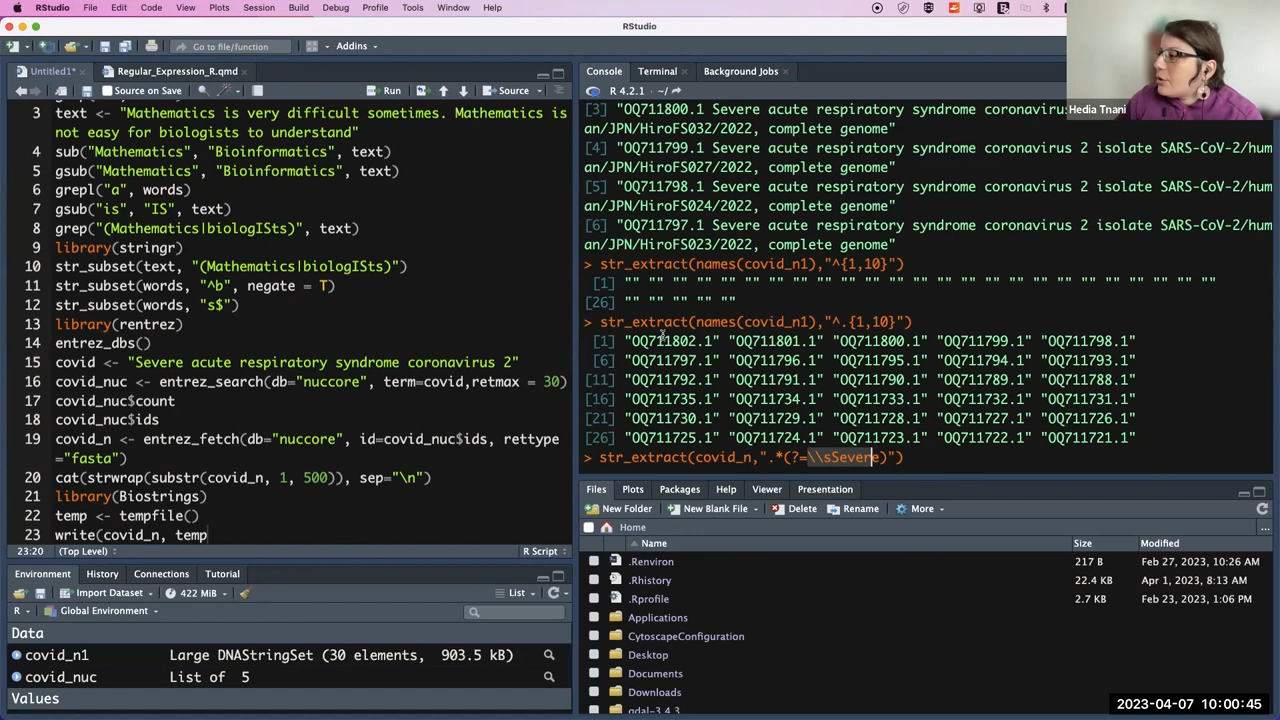 RStudio File Edit Code View Plots Session Build Debug Profile Tools Window Help
RStudio
Go to file/function Addins
Untitled1* Regular_Expression_R.qmd
Source on Save Run Source
3 text <- "Mathematics is very difficult sometimes. Mathematics is
not easy for biologists to understand"
4 sub("Mathematics", "Bioinformatics", text)
5 gsub("Mathematics", "Bioinformatics", text)
6 grepl("a", words)
7 gsub("is", "IS", text)
8 grep("(Mathematics|biologISts)", text)
9 library(stringr)
10 str_subset(text, "(Mathematics|biologISts)")
11 str_subset(words, "^b", negate = T)
12 str_subset(words, "s$")
13 library(rentrez)
14 entrez_dbs()
15 covid <- "Severe acute respiratory syndrome coronavirus 2"
16 covid_nuc <- entrez_search(db="nuccore", term=covid,retmax = 30)
17 covid_nuc$count
18 covid_nuc$ids
19 covid_n <- entrez_fetch(db="nuccore", id=covid_nuc$ids, rettype
="fasta")
20 cat(strwrap(substr(covid_n, 1, 500)), sep="\n")
21 library(Biostrings)
22 temp <- tempfile()
23 write(covid_n, temp
23:20 (Top Level) R Script
Environment History Connections Tutorial
Import Dataset 422 MiB List
R Global Environment
Data
covid_n1 Large DNAStringSet (30 elements, 903.5 kB)
covid_nuc List of 5
Values
Console Terminal Background Jobs
R 4.2.1 · ~/
[3] "OQ711800.1 Severe acute respiratory syndrome coronavirus
an/JPN/HiroFS032/2022, complete genome"
[4] "OQ711799.1 Severe acute respiratory syndrome coronavirus 2 isolate SARS-CoV-2/hum
an/JPN/HiroFS027/2022, complete genome"
[5] "OQ711798.1 Severe acute respiratory syndrome coronavirus 2 isolate SARS-CoV-2/hum
an/JPN/HiroFS024/2022, complete genome"
[6] "OQ711797.1 Severe acute respiratory syndrome coronavirus 2 isolate SARS-CoV-2/hum
an/JPN/HiroFS023/2022, complete genome"
> str_extract(names(covid_n1),"^{1,10}")
[1] "" "" "" "" "" "" "" "" "" "" "" "" "" "" "" "" "" "" "" "" "" "" "" "" ""
[26] "" "" "" "" ""
> str_extract(names(covid_n1),"^.{1,10}")
[1] "OQ711802.1" "OQ711801.1" "OQ711800.1" "OQ711799.1" "OQ711798.1"
[6] "OQ711797.1" "OQ711796.1" "OQ711795.1" "OQ711794.1" "OQ711793.1"
[11] "OQ711792.1" "OQ711791.1" "OQ711790.1" "OQ711789.1" "OQ711788.1"
[16] "OQ711735.1" "OQ711734.1" "OQ711733.1" "OQ711732.1" "OQ711731.1"
[21] "OQ711730.1" "OQ711729.1" "OQ711728.1" "OQ711727.1" "OQ711726.1"
[26] "OQ711725.1" "OQ711724.1" "OQ711723.1" "OQ711722.1" "OQ711721.1"
> str_extract(covid_n,".*(?=\\sSevere)")
Files Plots Packages Help Viewer Presentation
New Folder New Blank File Delete Rename More
Home
Name Size Modified
.Renviron 217 B Feb 27, 2023, 10:26 AM
.Rhistory 22.4 KB Apr 1, 2023, 8:13 AM
.Rprofile 2.7 KB Feb 23, 2023, 1:06 PM
Applications
CytoscapeConfiguration
Desktop
Documents
Downloads
gdal-3.4.3
Hedia Tnani
2023-04-07 10:00:45